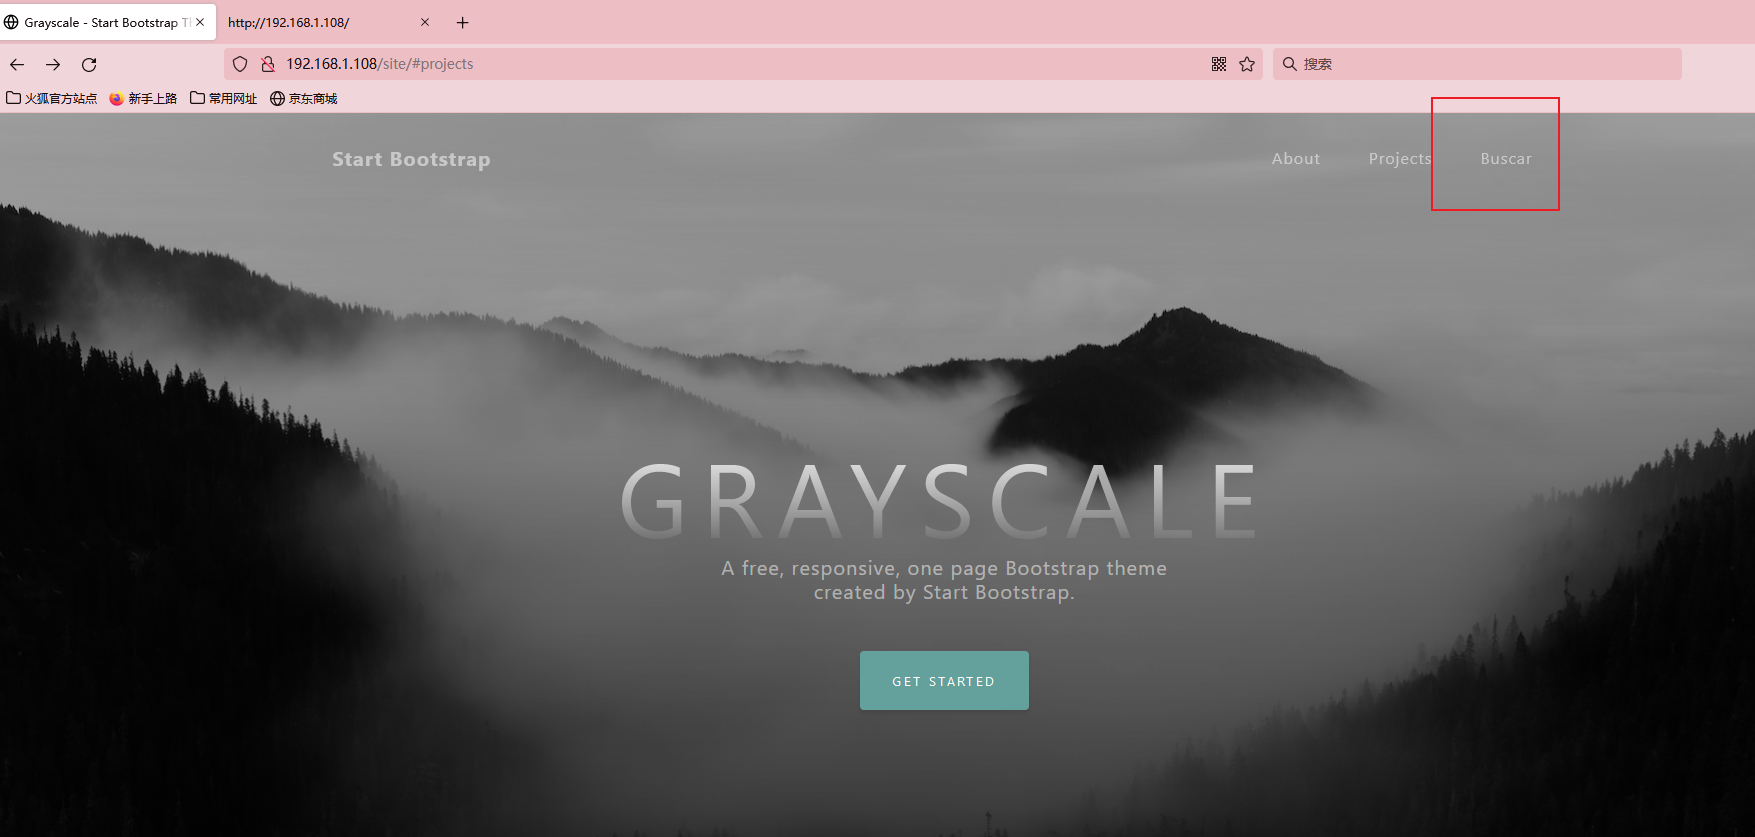 Grayscale - Start Bootstrap Th
http://192.168.1.108/
192.168.1.108/site/#projects
搜索
火狐官方站点 新手上路 常用网址 京东商城
Start Bootstrap About Projects Buscar
GRAYSCALE
A free, responsive, one page Bootstrap theme
created by Start Bootstrap.
GET STARTED